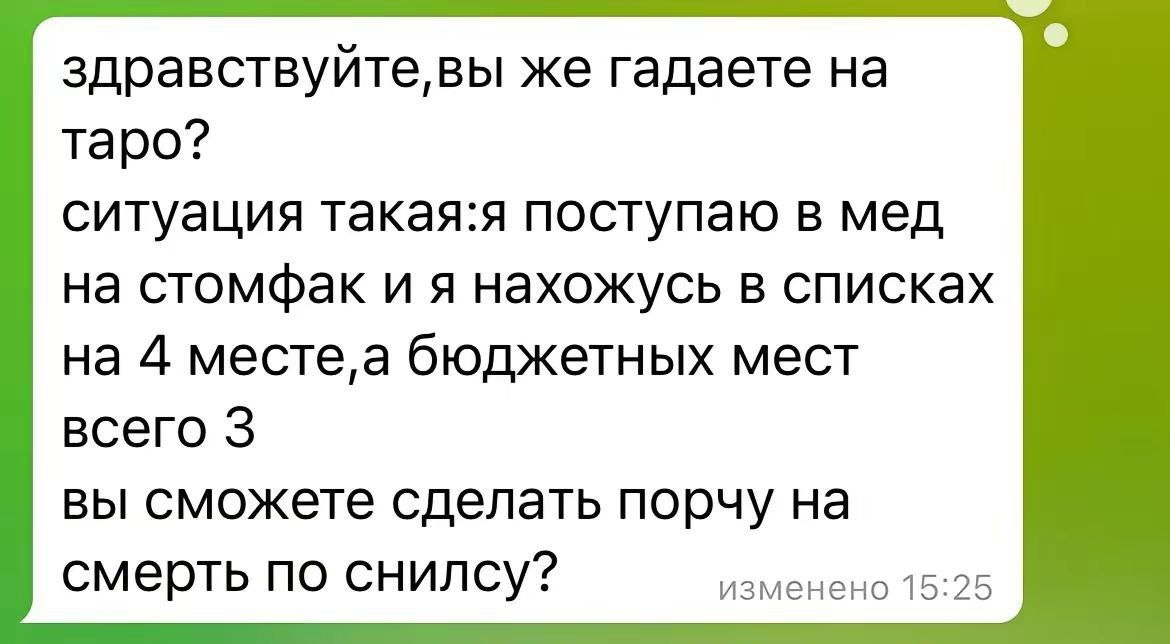 здравствуйте,вы же гадаете на
таро?
ситуация такая:я поступаю в мед
на стомфак и я нахожусь в списках
на 4 месте,а бюджетных мест
всего 3
вы сможете сделать порчу на
смерть по снилсу?
изменено 15:25